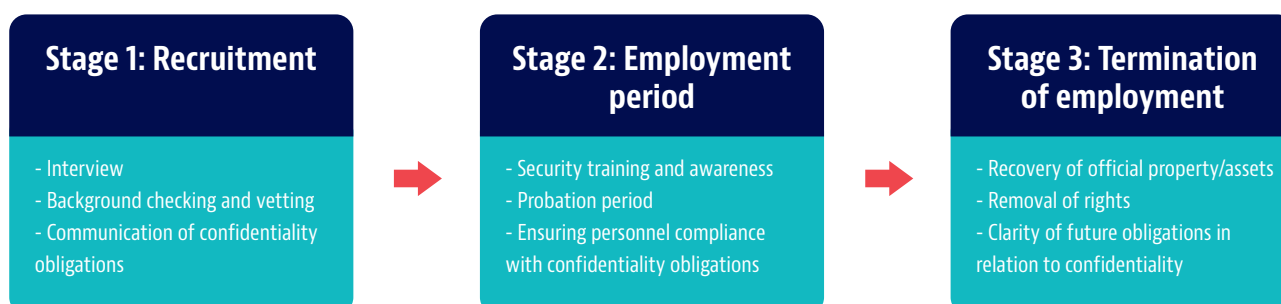 Stage 1: Recruitment
- Interview
- Background checking and vetting
- Communication of confidentiality
obligations
Stage 2: Employment
period
- Security training and awareness
- Probation period
- Ensuring personnel compliance
with confidentiality obligations
Stage 3: Termination
of employment
- Recovery of official property/assets
- Removal of rights
- Clarity of future obligations in
relation to confidentiality